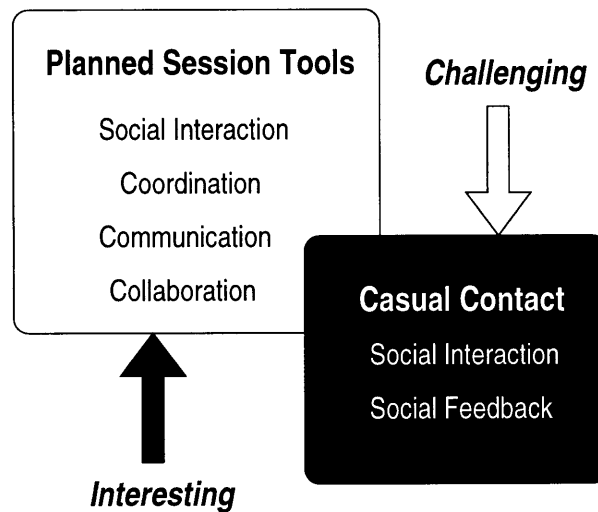 Planned Session Tools
Social Interaction
Coordination
Communication
Collaboration
Challenging
Casual Contact
Social Interaction
Social Feedback
Interesting